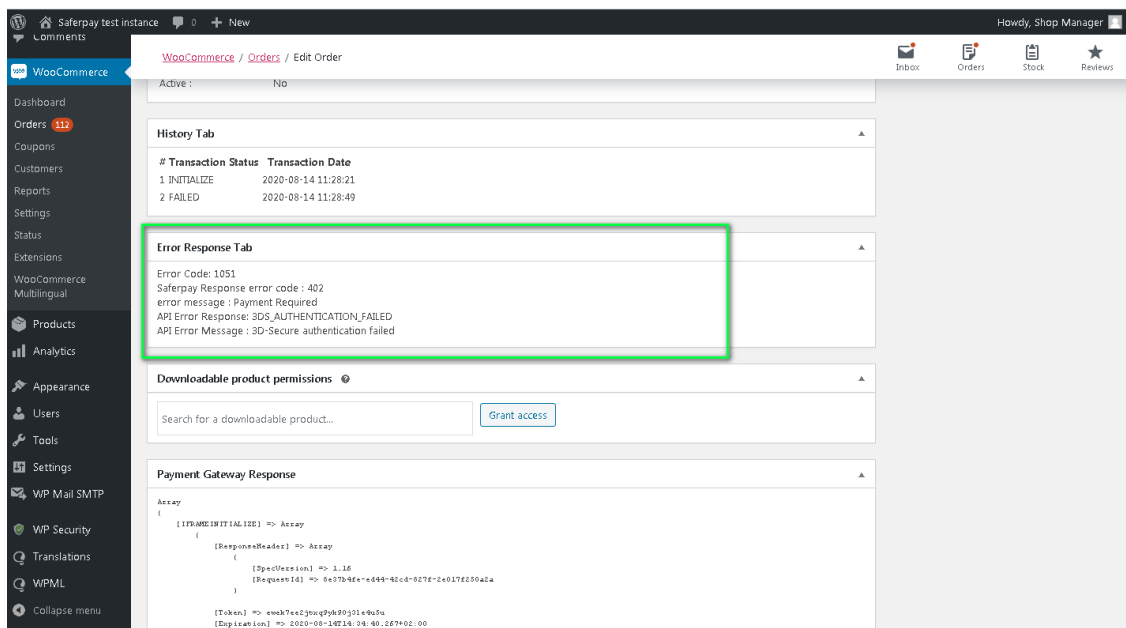 Saferpay test instance 0 + New Howdy, Shop Manager
Comments
WooCommerce
Dashboard
Orders 112
Coupons
Customers
Reports
Settings
Status
Extensions
WooCommerce
Multilingual
Products
Analytics
Appearance
Users
Tools
Settings
WP Mail SMTP
WP Security
Translations
WPML
Collapse menu
WooCommerce / Orders / Edit Order
Inbox Orders Stock Reviews
Active : No
History Tab
# Transaction Status Transaction Date
1 INITIALIZE 2020-08-14 11:28:21
2 FAILED 2020-08-14 11:28:49
Error Response Tab
Error Code: 1051
Saferpay Response error code : 402
error message : Payment Required
API Error Response: 3DS_AUTHENTICATION_FAILED
API Error Message : 3D-Secure authentication failed
Downloadable product permissions
Search for a downloadable product... Grant access
Payment Gateway Response
Array
(
[IFRAMEINITIALIZE] => Array
(
[ResponseHeader] => Array
(
[SpecVersion] =>
[RequestId] => 8e37b4fe-ed44-42cd-827f-2e017f250a2a
)
[Token] =>
[Expiration] => 2020-08-14T14:34:40.267+02:00